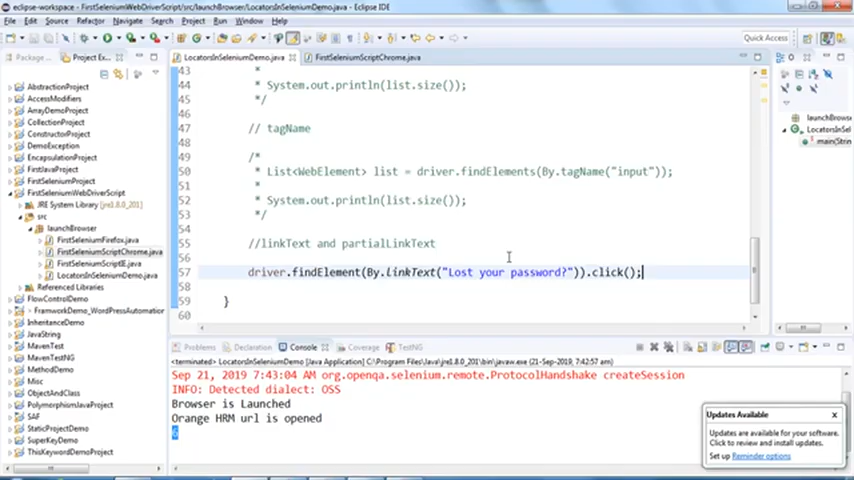 eclipse-workspace - FirstSeleniumWebDriverScript/src/launchBrowser/LocatorsInSeleniumDemo.java - Eclipse IDE
File Edit Source Refactor Navigate Search Project Run Window Help
Quick Access
Package...
Project Ex...
LocatorsInSeleniumDemo.java
FirstSeleniumScriptChrome.java
AbstractionProject
AccessModifiers
ArrayDemoProject
CollectionProject
ConstructorProject
DemoException
EncapsulationProject
FirstJavaProject
FirstSeleniumProject
FirstSeleniumWebDriverScript
JRE System Library [jre1.8.0_201]
src
launchBrowser
FirstSeleniumFirefox.java
FirstSeleniumScriptChrome.java
FirstSeleniumScriptIE.java
LocatorsInSeleniumDemo.java
Referenced Libraries
FlowControlDemo
FramworkDemo_WordPressAutomation
InheritanceDemo
JavaString
MavenTest
MavenTestNG
MethodDemo
Misc
ObjectAndClass
PolymorphismJavaProject
SAF
StaticProjectDemo
SuperKeyDemo
ThisKeywordDemoProject
43 *
44 * System.out.println(list.size());
45 */
46
47 // tagName
48
49 /*
50 * List<WebElement> list = driver.findElements(By.tagName("input"));
51 *
52 * System.out.println(list.size());
53 */
54
55 //linkText and partialLinkText
56
57 driver.findElement(By.linkText("Lost your password?")).click();
58
59 }
60
launchBrowser
LocatorsInSe
main(Strin
Problems Declaration Console Coverage TestNG
<terminated> LocatorsInSeleniumDemo [Java Application] C:\Program Files\Java\jre1.8.0_201\bin\javaw.exe (21-Sep-2019, 7:42:57 am)
Sep 21, 2019 7:43:04 AM org.openqa.selenium.remote.ProtocolHandshake createSession
INFO: Detected dialect: OSS
Browser is Launched
Orange HRM url is opened
6
Updates Available
Updates are available for your software.
Click to review and install updates.
Set up Reminder options